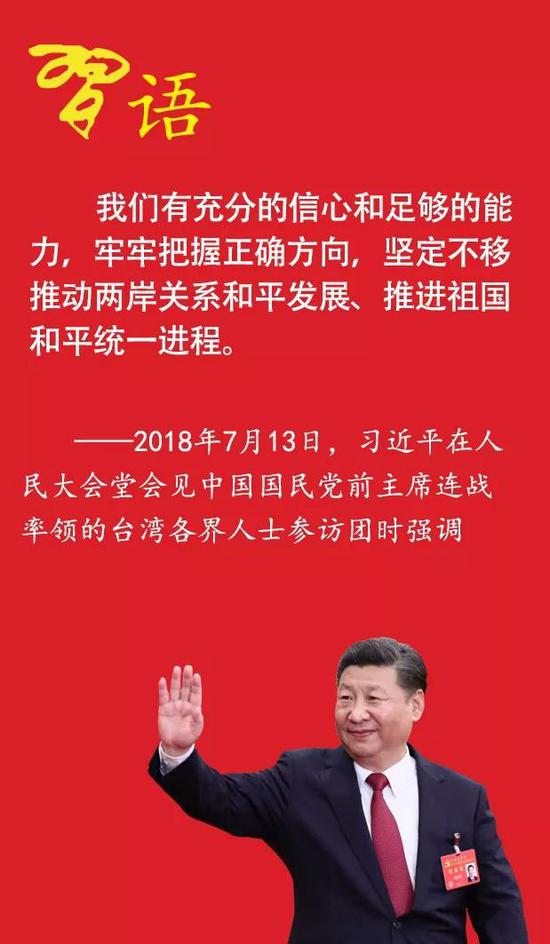 習语
我们有充分的信心和足够的能
力，牢牢把握正确方向，坚定不移
推动两岸关系和平发展、推进祖国
和平统一进程。
——2018年7月13日，习近平在人
民大会堂会见中国国民党前主席连战
率领的台湾各界人士参访团时强调